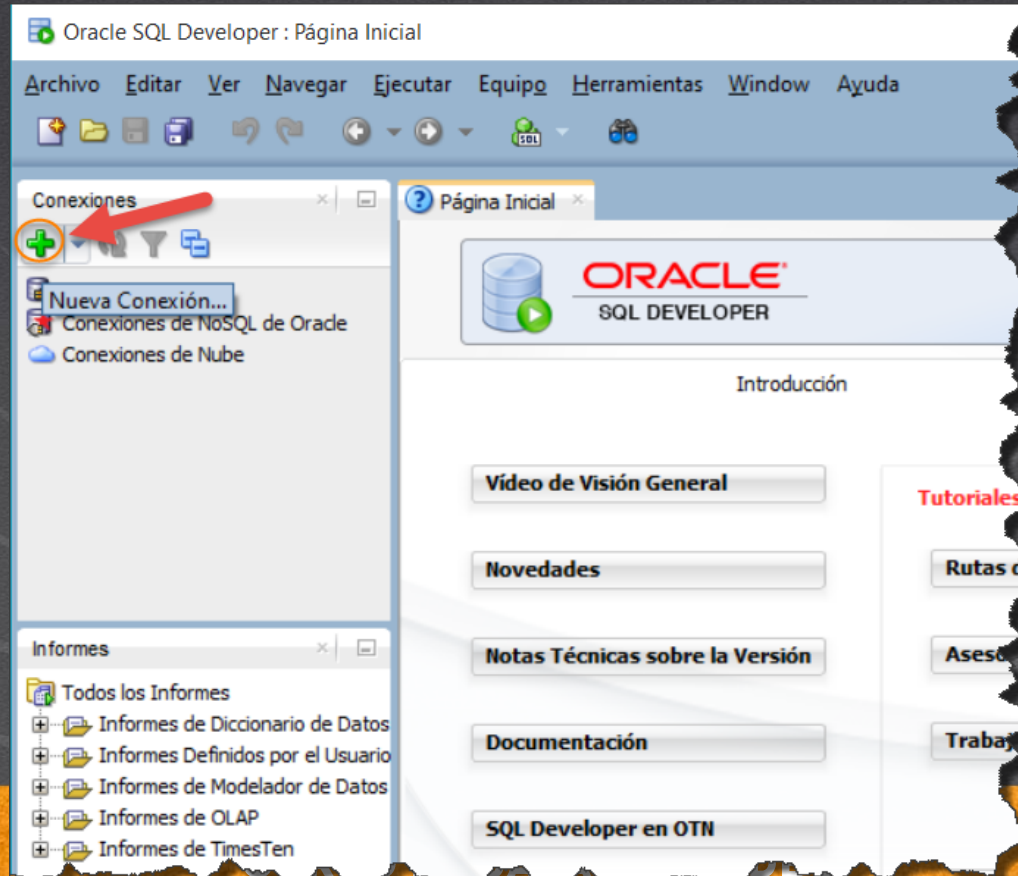 Oracle SQL Developer : Página Inicial
Archivo Editar Ver Navegar Ejecutar Equipo Herramientas Window Ayuda
SQL
Conexiones
Nueva Conexión...
Conexiones de NoSQL de Oracle
Conexiones de Nube
Página Inicial
ORACLE
SQL DEVELOPER
Introducción
Vídeo de Visión General
Novedades
Notas Técnicas sobre la Versión
Documentación
SQL Developer en OTN
Tutoriales
Rutas
Informes
Todos los Informes
Informes de Diccionario de Datos
Informes Definidos por el Usuario
Informes de Modelador de Datos
Informes de OLAP
Informes de TimesTen